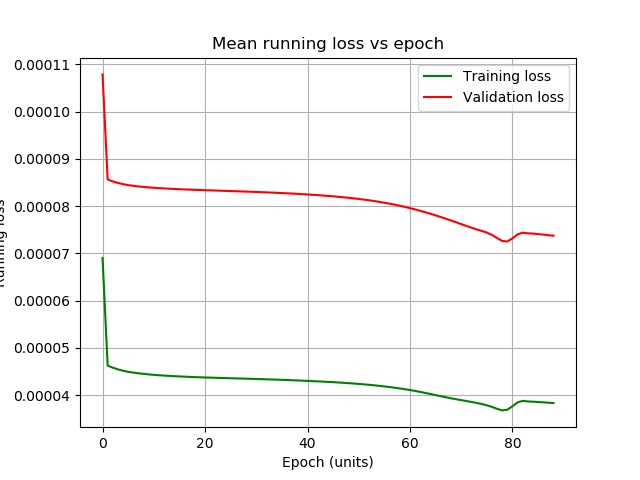 Mean running loss vs epoch
Training loss
Validation loss
0.00011
0.00010
0.00009
0.00008
0.00007
0.00006
0.00005
0.00004
Running loss
0 20 40 60 80
Epoch (units)